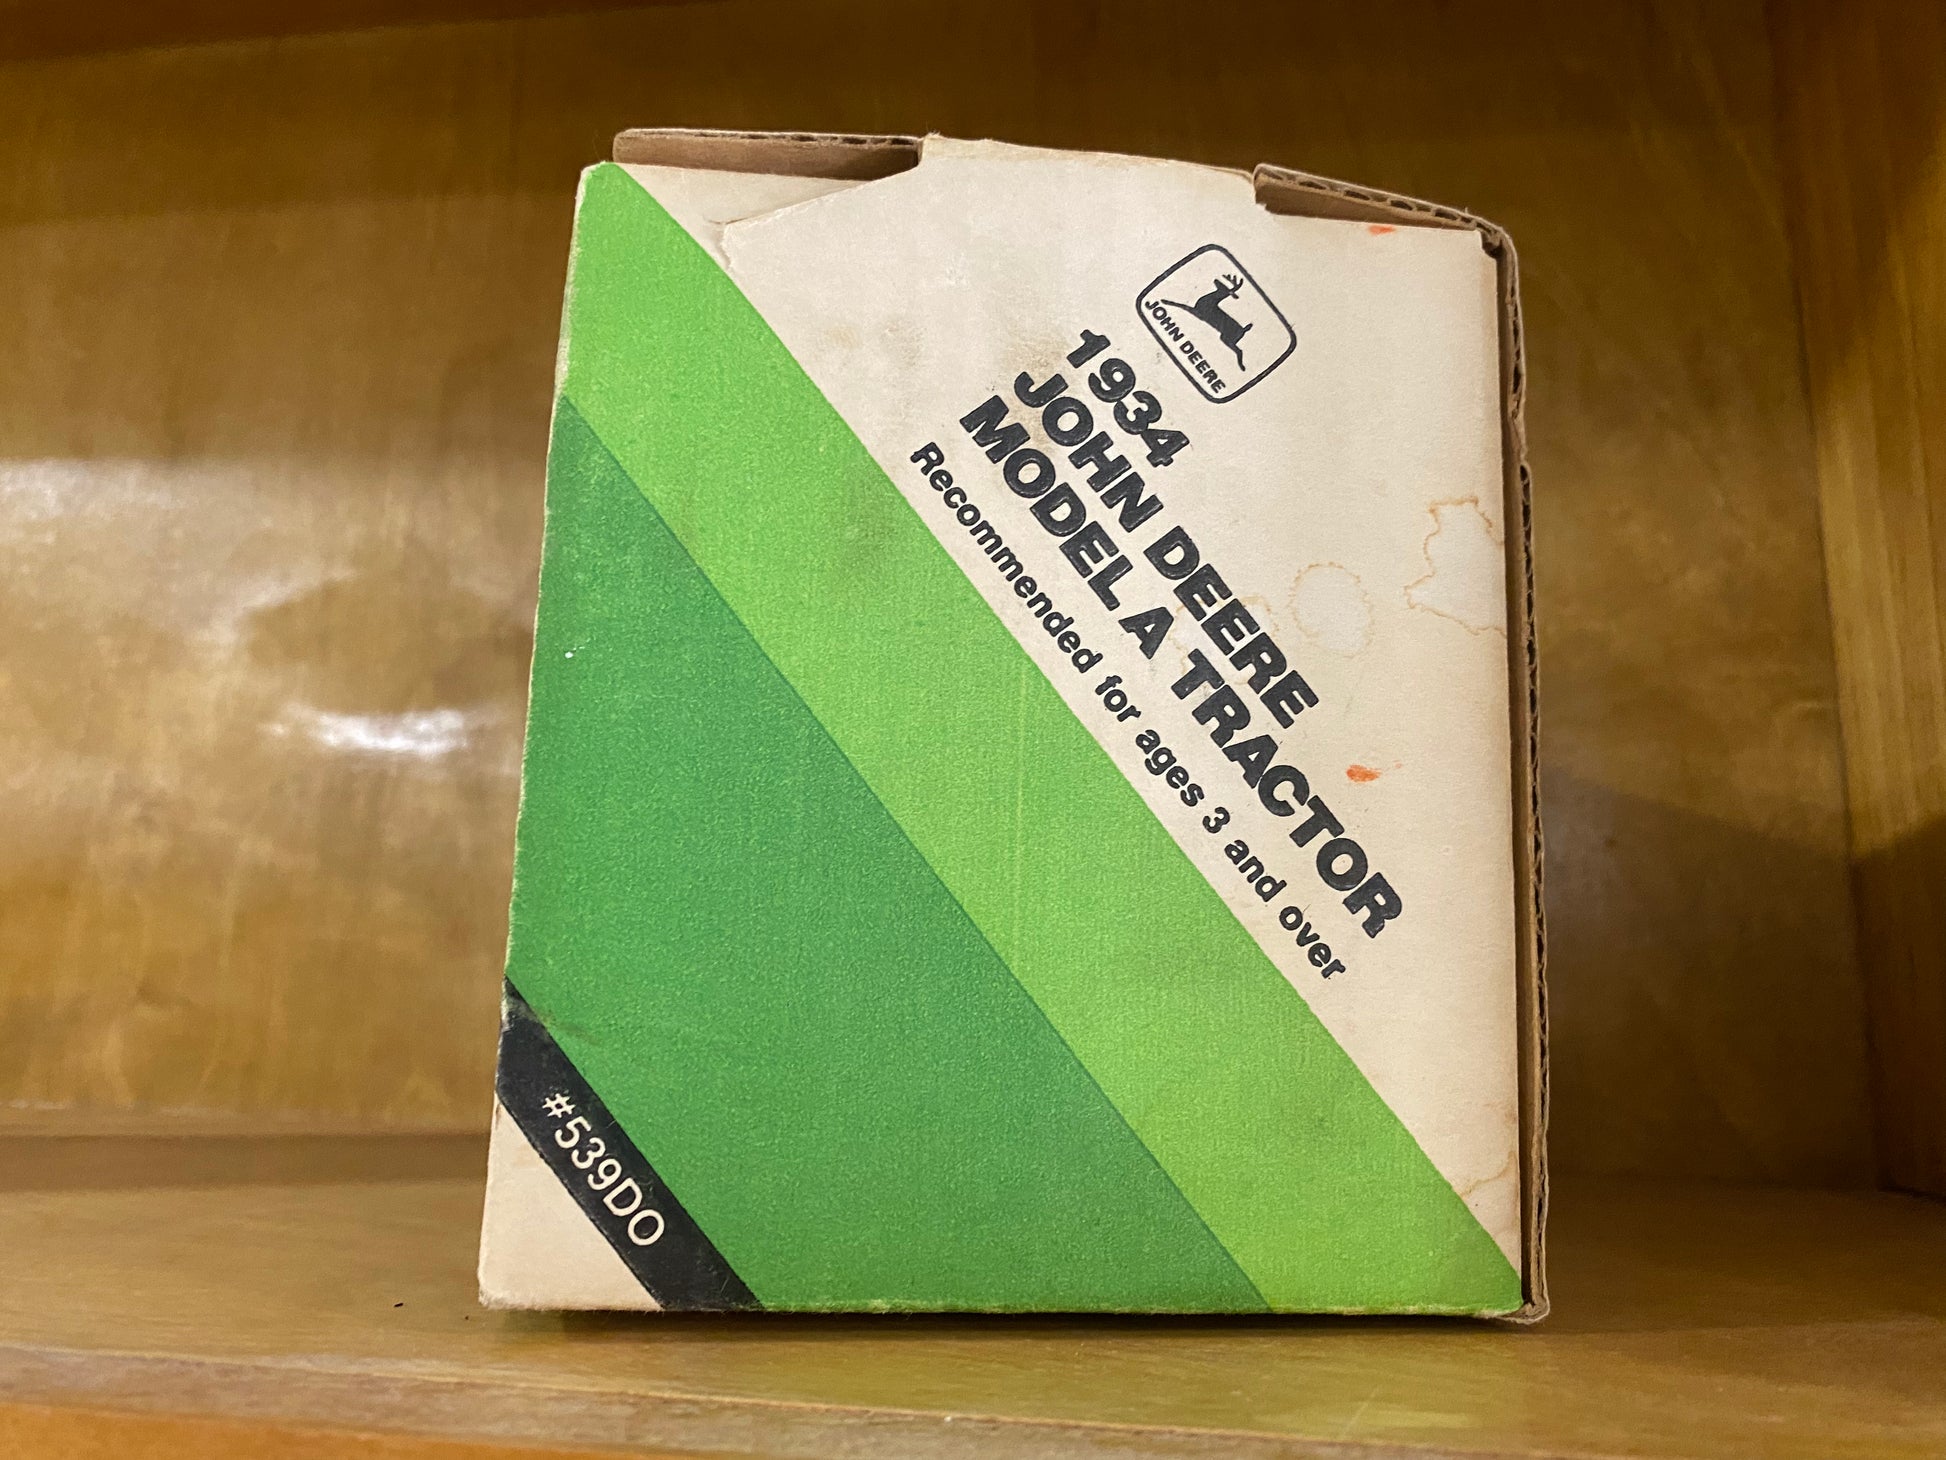 JOHN DEERE
1934
JOHN DEERE
MODEL A TRACTOR
Recommended for ages 3 and over
#539DO